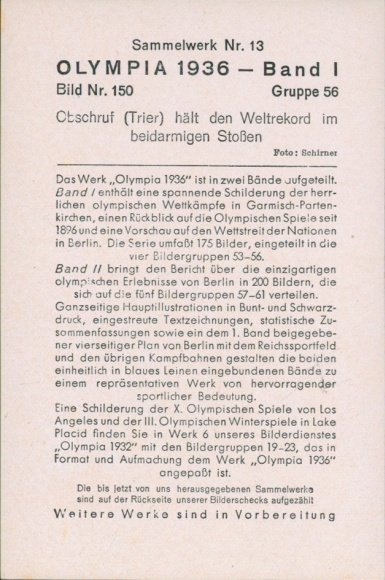 Sammelwerk Nr. 13
OLYMPIA 1936 – Band I
Bild Nr. 150 Gruppe 56
Obschruf (Trier) hält den Weltrekord im
beidarmigen Stoßen
Foto: Schirner
Das Werk „Olympia 1936" ist in zwei Bände aufgeteilt.
Band I enthält eine spannende Schilderung der herr-
lichen olympischen Wettkämpfe in Garmisch-Parten-
kirchen, einen Rückblick auf die Olympischen Spiele seit
1896 und eine Vorschau auf den Wettstreit der Nationen
in Berlin. Die Serie umfaßt 175 Bilder, eingeteilt in die
vier Bildergruppen 53–56.
Band II bringt den Bericht über die einzigartigen
olympischen Erlebnisse von Berlin in 200 Bildern, die
sich auf die fünf Bildergruppen 57–61 verteilen.
Ganzseitige Hauptillustrationen in Bunt- und Schwarz-
druck, eingestreute Textzeichnungen, statistische Zu-
sammenfassungen sowie ein dem 1. Band beigegebe-
ner vierseitiger Plan von Berlin mit dem Reichssportfeld
und den übrigen Kampfbahnen gestalten die beiden
einheitlich in blaues Leinen eingebundenen Bände zu
einem repräsentativen Werk von hervorragender
sportlicher Bedeutung.
Eine Schilderung der X. Olympischen Spiele von Los
Angeles und der III. Olympischen Winterspiele in Lake
Placid finden Sie in Werk 6 unseres Bilderdienstes
„Olympia 1932" mit den Bildergruppen 19–23, das in
Format und Aufmachung dem Werk „Olympia 1936"
angepaßt ist.
Die bis jetzt von uns herausgegebenen Sammelwerke
sind auf der Rückseite unserer Bilderschecks aufgezählt
Weitere Werke sind in Vorbereitung